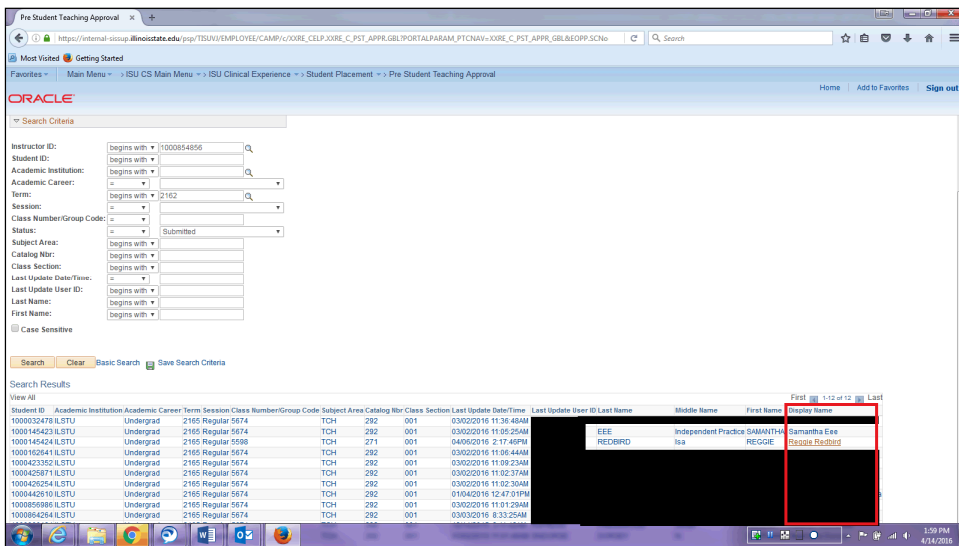 Pre Student Teaching Approval × +
https://internal-sissup.illinoisstate.edu/psp/TISUVJ/EMPLOYEE/CAMP/c/XXRE_CELP.XXRE_C_PST_APPR.GBL?PORTALPARAM_PTCNAV=XXRE_C_PST_APPR_GBL&EOPP.SCNo Search
Most Visited Getting Started
Favorites Main Menu > ISU CS Main Menu > ISU Clinical Experience > Student Placement > Pre Student Teaching Approval
Home Add to Favorites Sign out
ORACLE
Search Criteria
Instructor ID: begins with 1000854856
Student ID: begins with
Academic Institution: begins with
Academic Career: =
Term: begins with 2162
Session: =
Class Number/Group Code: =
Status: = Submitted
Subject Area: begins with
Catalog Nbr: begins with
Class Section: begins with
Last Update Date/Time: =
Last Update User ID: begins with
Last Name: begins with
First Name: begins with
Case Sensitive
Search Clear Basic Search Save Search Criteria
Search Results
View All First 1-12 of 12 Last
Student ID Academic Institution Academic Career Term Session Class Number/Group Code Subject Area Catalog Nbr Class Section Last Update Date/Time Last Update User ID Last Name Middle Name First Name Display Name
1000032478 ILSTU Undergrad 2165 Regular 5674 TCH 292 001 03/02/2016 11:36:48AM
1000145423 ILSTU Undergrad 2165 Regular 5674 TCH 292 001 03/02/2016 11:05:25AM EEE Independent Practice SAMANTHA Samantha Eee
1000145424 ILSTU Undergrad 2165 Regular 5598 TCH 271 001 04/06/2016 2:17:46PM REDBIRD Isa REGGIE Reggie Redbird
1000162641 ILSTU Undergrad 2165 Regular 5674 TCH 292 001 03/02/2016 11:06:44AM
1000423352 ILSTU Undergrad 2165 Regular 5674 TCH 292 001 03/02/2016 11:09:23AM
1000425871 ILSTU Undergrad 2165 Regular 5674 TCH 292 001 03/02/2016 11:02:37AM
1000426254 ILSTU Undergrad 2165 Regular 5674 TCH 292 001 03/02/2016 11:02:30AM
1000442610 ILSTU Undergrad 2165 Regular 5674 TCH 292 001 01/04/2016 12:47:01PM
1000856986 ILSTU Undergrad 2165 Regular 5674 TCH 292 001 03/02/2016 11:01:29AM
1000864264 ILSTU Undergrad 2165 Regular 5674 TCH 292 001 03/03/2016 8:33:25AM
1:59 PM
4/14/2016